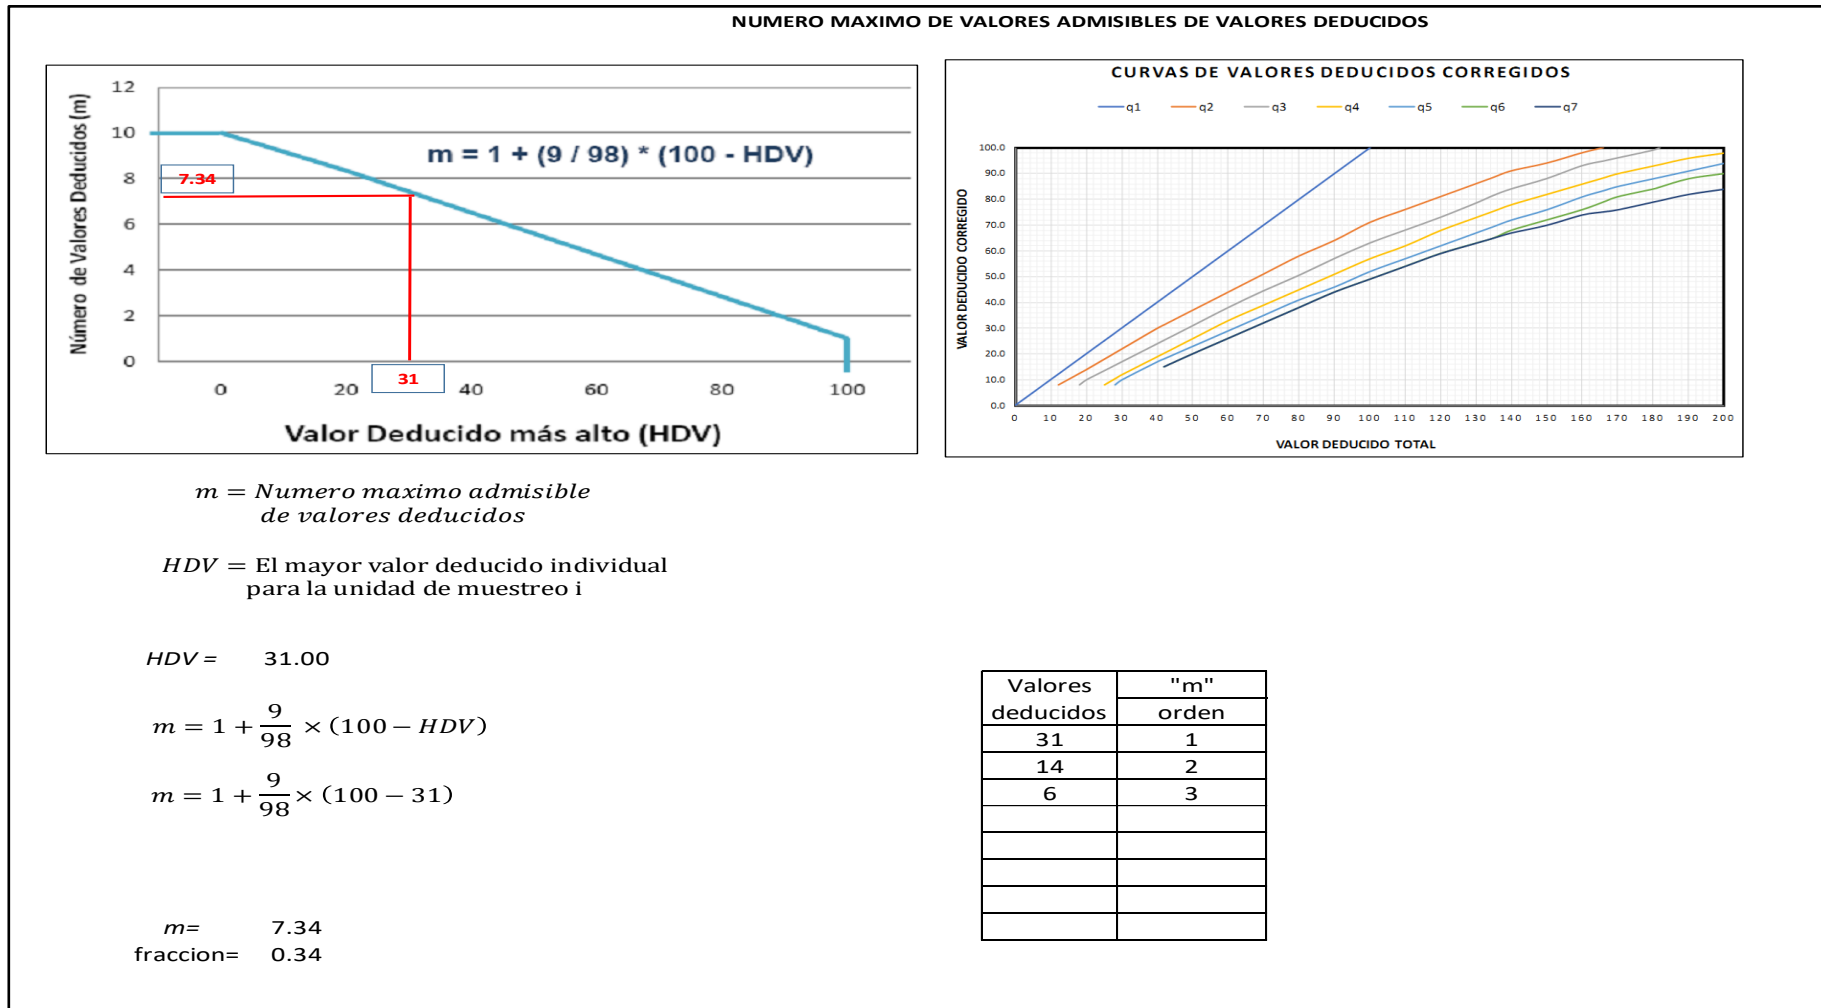 NUMERO MAXIMO DE VALORES ADMISIBLES DE VALORES DEDUCIDOS
Número de Valores Deducidos (m)
12
10
8
6
4
2
0
m = 1 + (9 / 98) * (100 - HDV)
7.34
31
0 20 40 60 80 100
Valor Deducido más alto (HDV)
CURVAS DE VALORES DEDUCIDOS CORREGIDOS
q1 q2 q3 q4 q5 q6 q7
VALOR DEDUCIDO CORREGIDO
100.0
90.0
80.0
70.0
60.0
50.0
40.0
30.0
20.0
10.0
0.0
0 10 20 30 40 50 60 70 80 90 100 110 120 130 140 150 160 170 180 190 200
VALOR DEDUCIDO TOTAL
m = Numero maximo admisible
de valores deducidos
HDV = El mayor valor deducido individual
para la unidad de muestreo i
HDV = 31.00
m = 1 + 9/98 × (100 − HDV)
m = 1 + 9/98 × (100 − 31)
m= 7.34
fraccion= 0.34
Valores "m"
deducidos orden
31 1
14 2
6 3